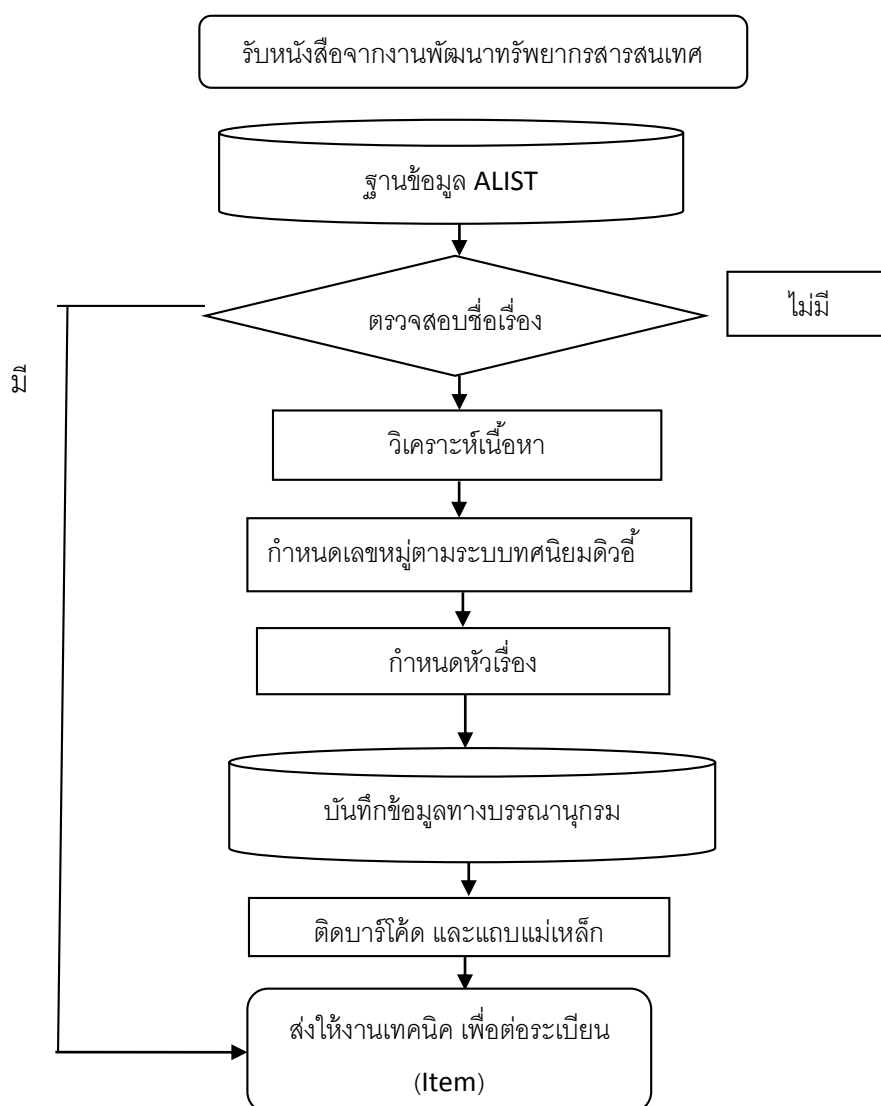 รับหนังสือจากงานพัฒนาทรัพยากรสารสนเทศ
ฐานข้อมูล ALIST
ตรวจสอบชื่อเรื่อง
ไม่มี
มี
วิเคราะห์เนื้อหา
กำหนดเลขหมู่ตามระบบทศนิยมดิวอี้
กำหนดหัวเรื่อง
บันทึกข้อมูลทางบรรณานุกรม
ติดบาร์โค้ด และแถบแม่เหล็ก
ส่งให้งานเทคนิค เพื่อต่อระเบียน
(Item)